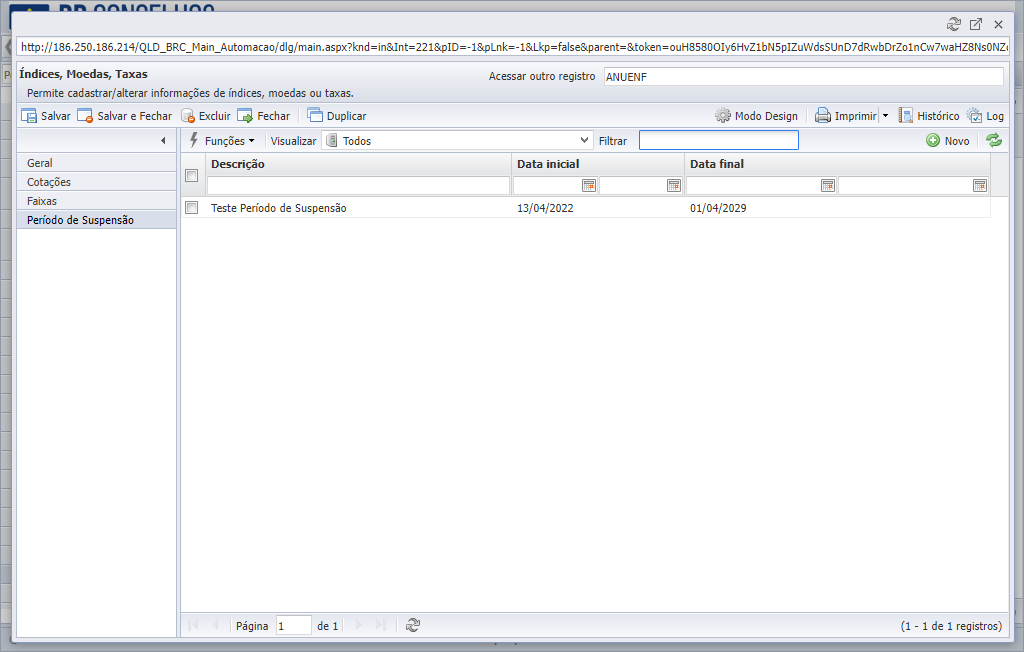 http://186.250.186.214/QLD_BRC_Main_Automacao/dlg/main.aspx?knd=in&Int=221&pID=-1&pLnk=-1&Lkp=false&parent=&token=ouH8580OIy6HvZ1bN5pIZuWdsSUnD7dRwbDrZo1nCw7waHZ8Ns0NZ
Índices, Moedas, Taxas
Acessar outro registro ANUENF
Permite cadastrar/alterar informações de índices, moedas ou taxas.
Salvar Salvar e Fechar Excluir Fechar Duplicar Modo Design Imprimir Histórico Log
Funções Visualizar Todos Filtrar Novo
Geral
Cotações
Faixas
Período de Suspensão
Descrição Data inicial Data final
Teste Período de Suspensão 13/04/2022 01/04/2029
Página 1 de 1 (1 - 1 de 1 registros)